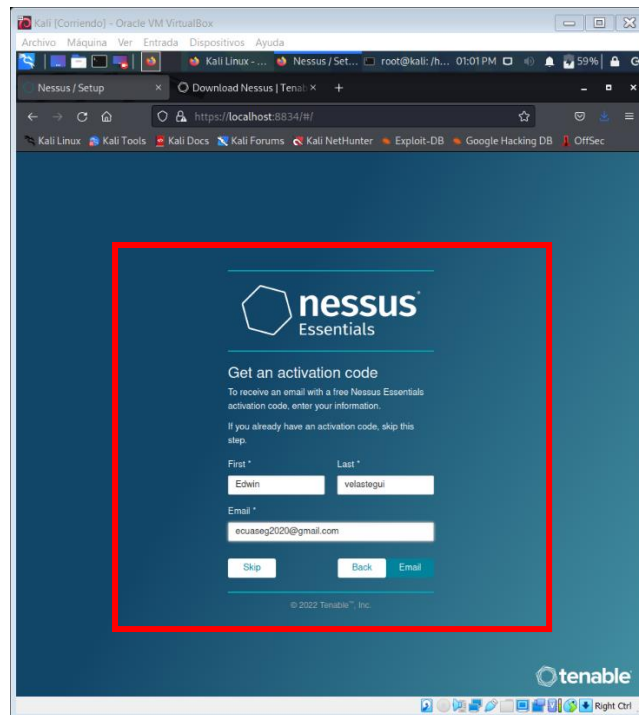 Kali [Corriendo] - Oracle VM VirtualBox
Archivo Máquina Ver Entrada Dispositivos Ayuda
Kali Linux - ... Nessus / Set... root@kali: /h... 01:01 PM 59%
Nessus / Setup × Download Nessus | Tenab × +
https://localhost:8834/#/
Kali Linux Kali Tools Kali Docs Kali Forums Kali NetHunter Exploit-DB Google Hacking DB OffSec
nessus
Essentials
Get an activation code
To receive an email with a free Nessus Essentials
activation code, enter your information.
If you already have an activation code, skip this
step.
First * Last *
Edwin velastegui
Email *
ecuaseg2020@gmail.com
Skip Back Email
© 2022 Tenable™, Inc.
tenable
Right Ctrl